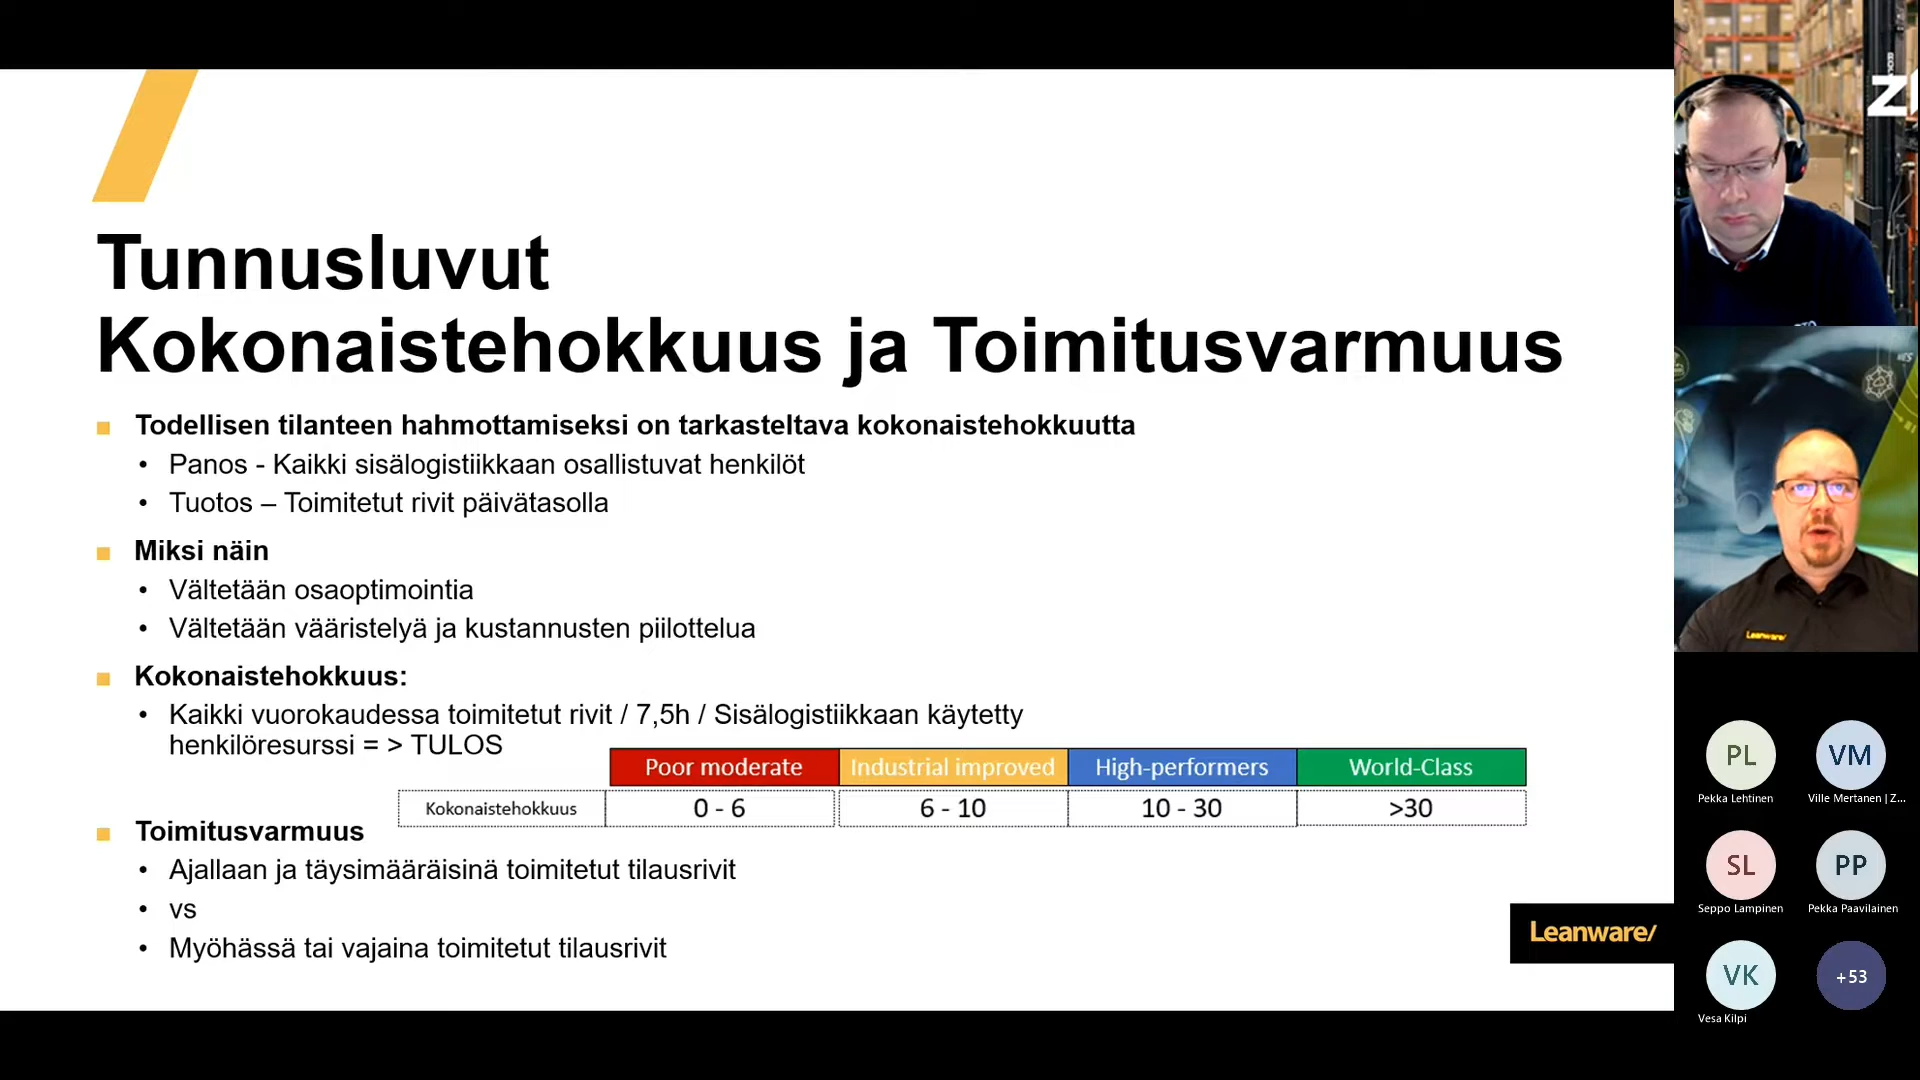 Tunnusluvut
Kokonaistehokkuus ja Toimitusvarmuus
Todellisen tilanteen hahmottamiseksi on tarkasteltava kokonaistehokkuutta
Panos - Kaikki sisälogistiikkaan osallistuvat henkilöt
Tuotos – Toimitetut rivit päivätasolla
Miksi näin
Vältetään osaoptimointia
Vältetään vääristelyä ja kustannusten piilottelua
Kokonaistehokkuus:
Kaikki vuorokaudessa toimitetut rivit / 7,5h / Sisälogistiikkaan käytetty
henkilöresurssi = > TULOS
Poor moderate Industrial improved High-performers World-Class
Kokonaistehokkuus 0 - 6 6 - 10 10 - 30 >30
Toimitusvarmuus
Ajallaan ja täysimääräisinä toimitetut tilausrivit
vs
Myöhässä tai vajaina toimitetut tilausrivit
Leanware/
Leanware/
PL VM
Pekka Lehtinen Ville Mertanen | Z...
SL PP
Seppo Lampinen Pekka Paavilainen
VK +53
Vesa Kilpi